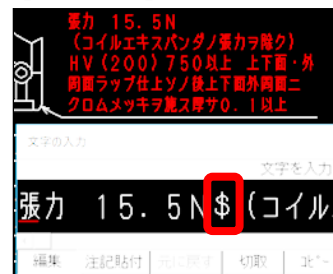 張力 15.5N
(コイルエキスパンダノ張力ヲ除ク)
HV(200)750以上 上下面・外
周面ラップ仕上ソノ後上下面外周面ニ
クロムメッキヲ施ス厚サ0.1以上
文字の入力
文字を入力
張力 15.5N$(コイル
編集 注記貼付 元に戻す 切取 ｺﾋﾟｰ